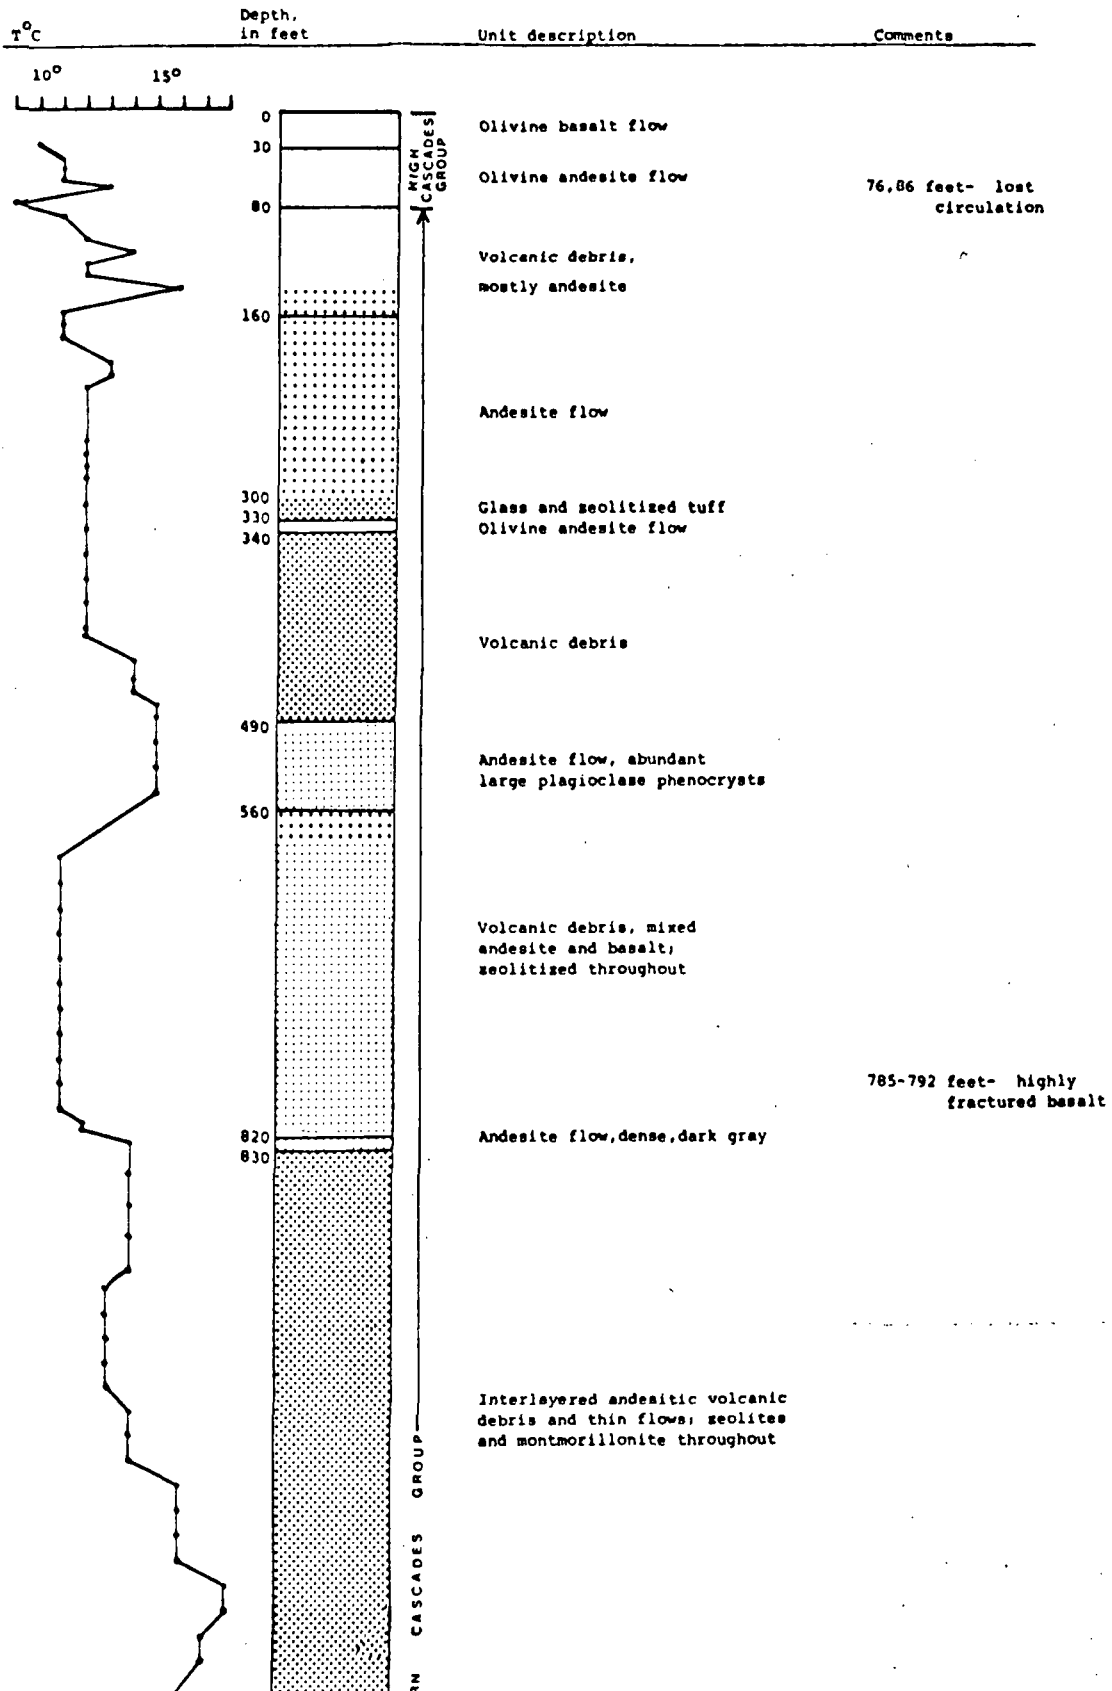 T°C
Depth,
in feet
Unit description
Comments
10°
15°
0
HIGH
CASCADES
GROUP
Olivine basalt flow
30
Olivine andesite flow
76,86 feet- lost
circulation
80
Volcanic debris,
mostly andesite
160
Andesite flow
300
Glass and zeolitized tuff
330
Olivine andesite flow
340
Volcanic debris
490
Andesite flow, abundant
large plagioclase phenocrysts
560
Volcanic debris, mixed
andesite and basalt;
zeolitized throughout
785-792 feet- highly
fractured basalt
820
Andesite flow,dense,dark gray
830
Interlayered andesitic volcanic
debris and thin flows; zeolites
and montmorillonite throughout
RN CASCADES GROUP